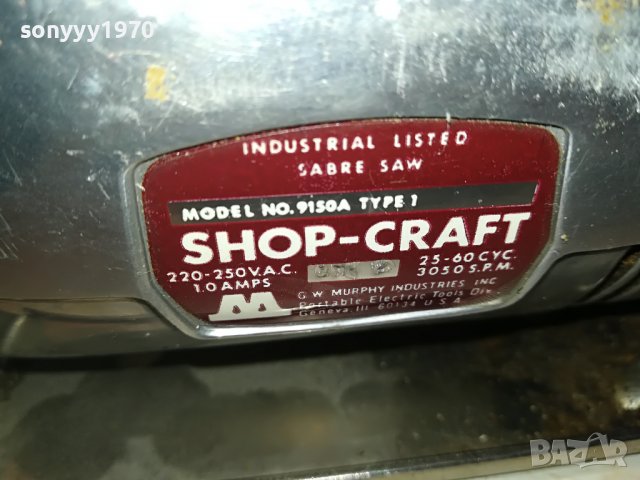 sonyyy1970
INDUSTRIAL LISTED
SABRE SAW
MODEL NO. 9150A TYPE 1
SHOP-CRAFT
220-250 V.A.C. 25-60 CYC.
1.0 AMPS 3050 S.P.M.
G W MURPHY INDUSTRIES INC
Portable Electric Tools Div.
Geneva, Ill 60134 U S A
BAZAR